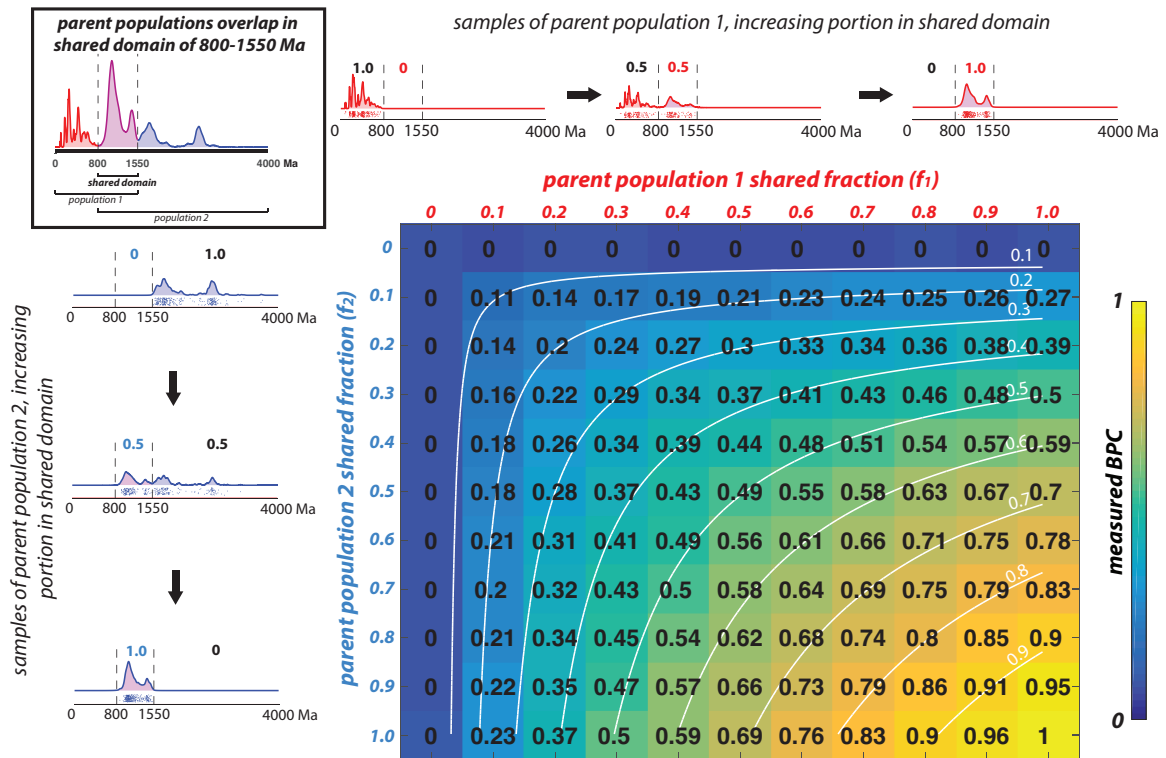 parent populations overlap in
shared domain of 800-1550 Ma
0 800 1550 4000 Ma
shared domain
population 1
population 2
samples of parent population 1, increasing portion in shared domain
1.0 0
0 800 1550 4000 Ma
0.5 0.5
0 800 1550 4000 Ma
0 1.0
0 800 1550 4000 Ma
samples of parent population 2, increasing
portion in shared domain
0 1.0
0 800 1550 4000 Ma
0.5 0.5
0 800 1550 4000 Ma
1.0 0
0 800 1550 4000 Ma
parent population 1 shared fraction (f1)
0 0.1 0.2 0.3 0.4 0.5 0.6 0.7 0.8 0.9 1.0
parent population 2 shared fraction (f2)
0 0 0 0 0 0 0 0 0 0 0 0
0.1 0 0.11 0.14 0.17 0.19 0.21 0.23 0.24 0.25 0.26 0.27
0.2 0 0.14 0.2 0.24 0.27 0.3 0.33 0.34 0.36 0.38 0.39
0.3 0 0.16 0.22 0.29 0.34 0.37 0.41 0.43 0.46 0.48 0.5
0.4 0 0.18 0.26 0.34 0.39 0.44 0.48 0.51 0.54 0.57 0.59
0.5 0 0.18 0.28 0.37 0.43 0.49 0.55 0.58 0.63 0.67 0.7
0.6 0 0.21 0.31 0.41 0.49 0.56 0.61 0.66 0.71 0.75 0.78
0.7 0 0.2 0.32 0.43 0.5 0.58 0.64 0.69 0.75 0.79 0.83
0.8 0 0.21 0.34 0.45 0.54 0.62 0.68 0.74 0.8 0.85 0.9
0.9 0 0.22 0.35 0.47 0.57 0.66 0.73 0.79 0.86 0.91 0.95
1.0 0 0.23 0.37 0.5 0.59 0.69 0.76 0.83 0.9 0.96 1
0.1
0.2
0.3
0.4
0.5
0.6
0.7
0.8
0.9
1
measured BPC
0